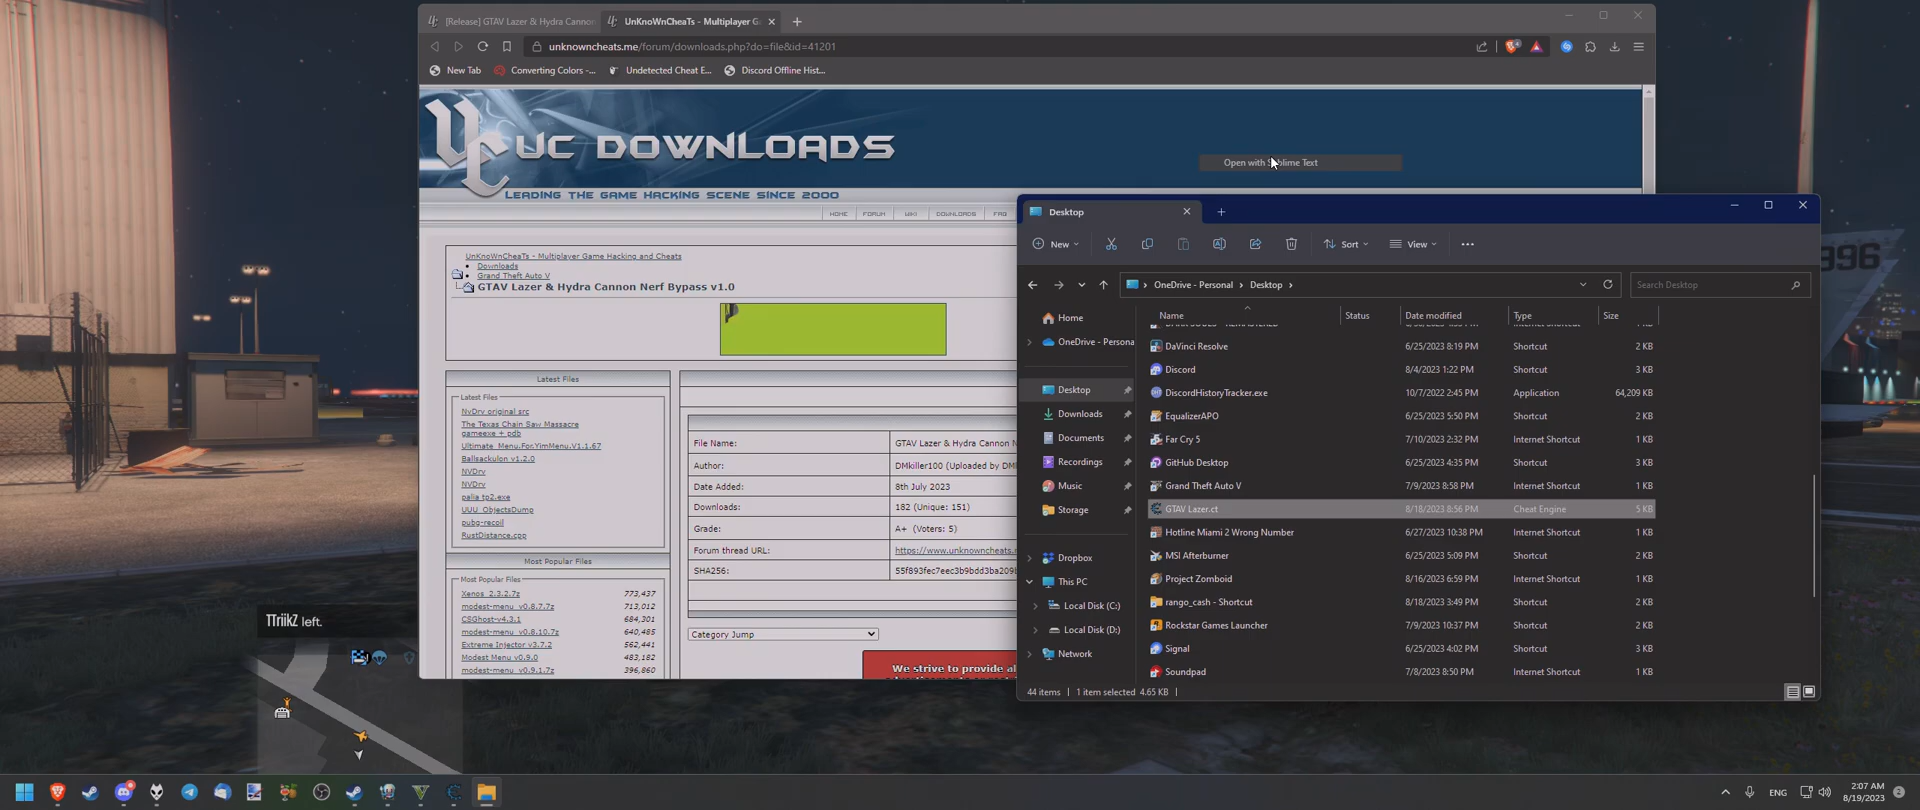 [Release] GTAV Lazer & Hydra Cannon
UnKnoWnCheaTs - Multiplayer G
unknowncheats.me/forum/downloads.php?do=file&id=41201
New Tab
Converting Colors -...
Undetected Cheat E...
Discord Offline Hist...
UC DOWNLOADS
LEADING THE GAME HACKING SCENE SINCE 2000
Open with Sublime Text
HOME
FORUM
WIKI
DOWNLOADS
FAQ
UnKnoWnCheaTs - Multiplayer Game Hacking and Cheats
Downloads
Grand Theft Auto V
GTAV Lazer & Hydra Cannon Nerf Bypass v1.0
Latest Files
Latest Files
NvDrv original src
The Texas Chain Saw Massacre
gameexe + pdb
Ultimate_Menu.For.YimMenu.V1.1.67
Ballsackulon v1.2.0
NVDrv
NVDrv
palia tp2.exe
UUU_ObjectsDump
pubg-recoil
RustDistance.cpp
Most Popular Files
Most Popular Files
Xenos_2.3.2.7z 773,437
modest-menu_v0.8.7.7z 713,012
CSGhost-v4.3.1 684,301
modest-menu_v0.8.10.7z 640,485
Extreme Injector v3.7.2 562,441
Modest Menu v0.9.0 483,182
modest-menu_v0.9.1.7z 396,860
File Name: GTAV Lazer & Hydra Cannon N
Author: DMkiller100 (Uploaded by DM
Date Added: 8th July 2023
Downloads: 182 (Unique: 151)
Grade: A+ (Voters: 5)
Forum thread URL: https://www.unknowncheats.
SHA256: 55f893fec7eec3b9bdd3ba209
Category Jump
We strive to provide al
Desktop
New
Sort
View
OneDrive - Personal
Desktop
Search Desktop
Home
OneDrive - Persona
Desktop
Downloads
Documents
Recordings
Music
Storage
Dropbox
This PC
Local Disk (C:)
Local Disk (D:)
Network
Name Status Date modified Type Size
DaVinci Resolve 6/25/2023 8:19 PM Shortcut 2 KB
Discord 8/4/2023 1:22 PM Shortcut 3 KB
DiscordHistoryTracker.exe 10/7/2022 2:45 PM Application 64,209 KB
EqualizerAPO 6/25/2023 5:50 PM Shortcut 2 KB
Far Cry 5 7/10/2023 2:32 PM Internet Shortcut 1 KB
GitHub Desktop 6/25/2023 4:35 PM Shortcut 3 KB
Grand Theft Auto V 7/9/2023 8:58 PM Internet Shortcut 1 KB
GTAV Lazer.ct 8/18/2023 8:56 PM Cheat Engine 5 KB
Hotline Miami 2 Wrong Number 6/27/2023 10:38 PM Internet Shortcut 1 KB
MSI Afterburner 6/25/2023 5:09 PM Shortcut 2 KB
Project Zomboid 8/16/2023 6:59 PM Internet Shortcut 1 KB
rango_cash - Shortcut 8/18/2023 3:49 PM Shortcut 2 KB
Rockstar Games Launcher 7/9/2023 10:37 PM Internet Shortcut 1 KB
Signal 6/25/2023 4:02 PM Shortcut 3 KB
Soundpad 7/8/2023 8:50 PM Internet Shortcut 1 KB
44 items 1 item selected 4.65 KB
TTriikZ left.
996
ENG
2:07 AM
8/19/2023